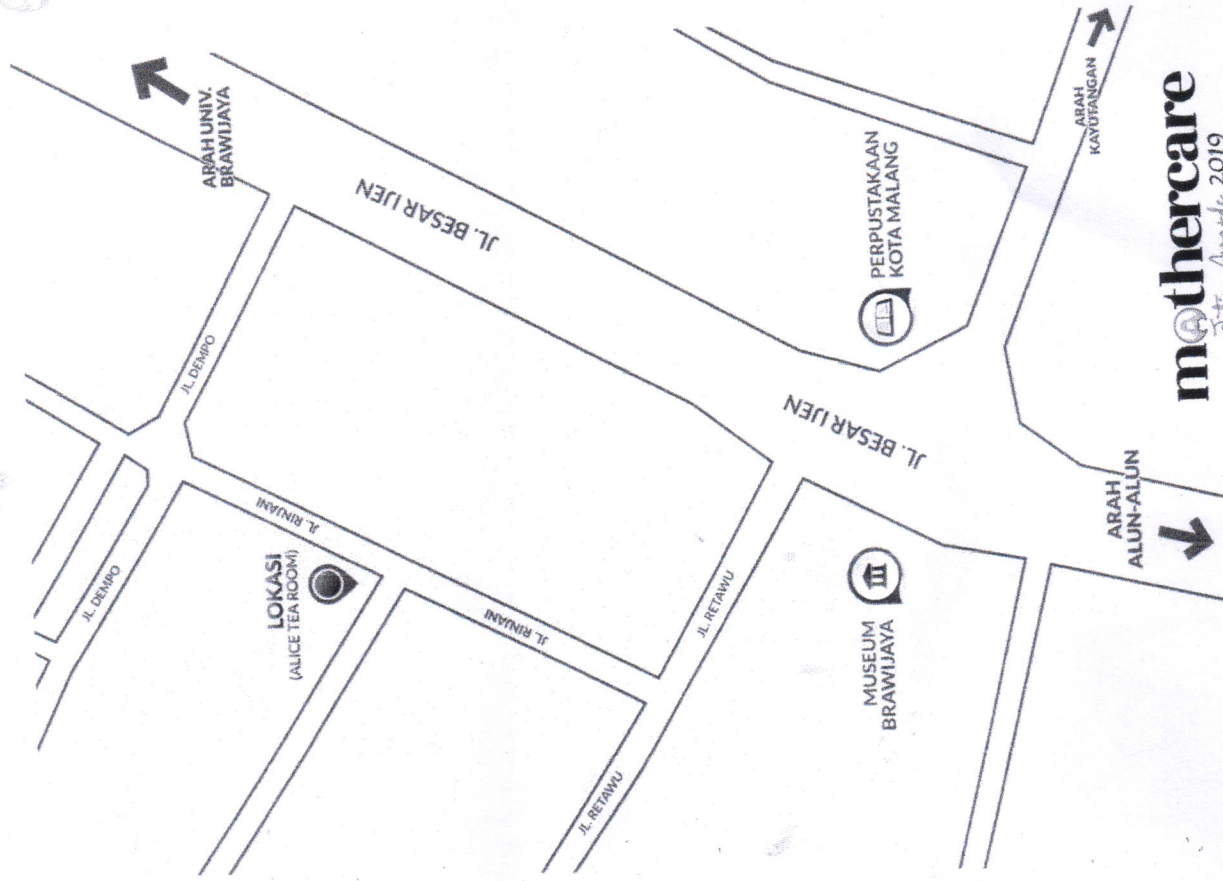 ARAH UNIV.
BRAWIJAYA
JL. BESAR IJEN
JL. DEMPO
JL. DEMPO
JL. RINJANI
LOKASI
(ALICE TEA ROOM)
JL. RINJANI
PERPUSTAKAAN
KOTA MALANG
ARAH
KAYUTANGAN
JL. BESAR IJEN
JL. RETAWU
JL. RETAWU
MUSEUM
BRAWIJAYA
ARAH
ALUN-ALUN
mothercare
2019